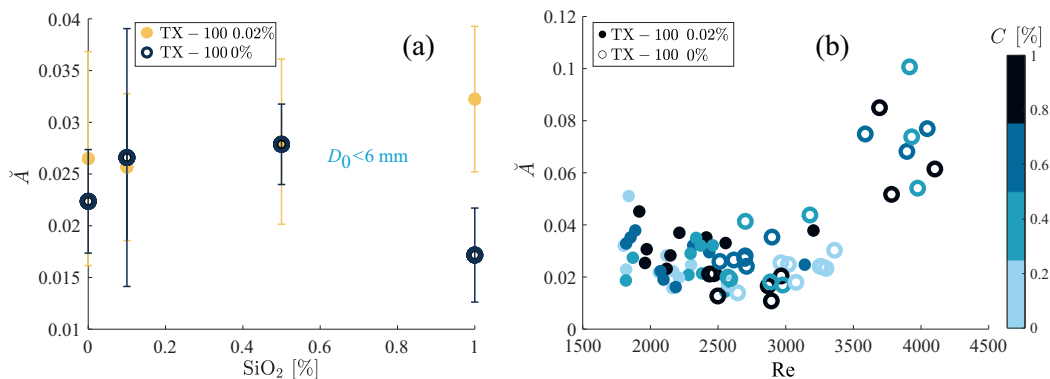 (a)
TX − 100 0.02%
TX − 100 0%
D0<6 mm
Ă
0.04
0.035
0.03
0.025
0.02
0.015
0.01
0
0.2
0.4
0.6
0.8
1
SiO2 [%]
(b)
TX − 100 0.02%
TX − 100 0%
Ă
0.12
0.1
0.08
0.06
0.04
0.02
0
1500
2000
2500
3000
3500
4000
4500
Re
C [%]
1
0.8
0.6
0.4
0.2
0